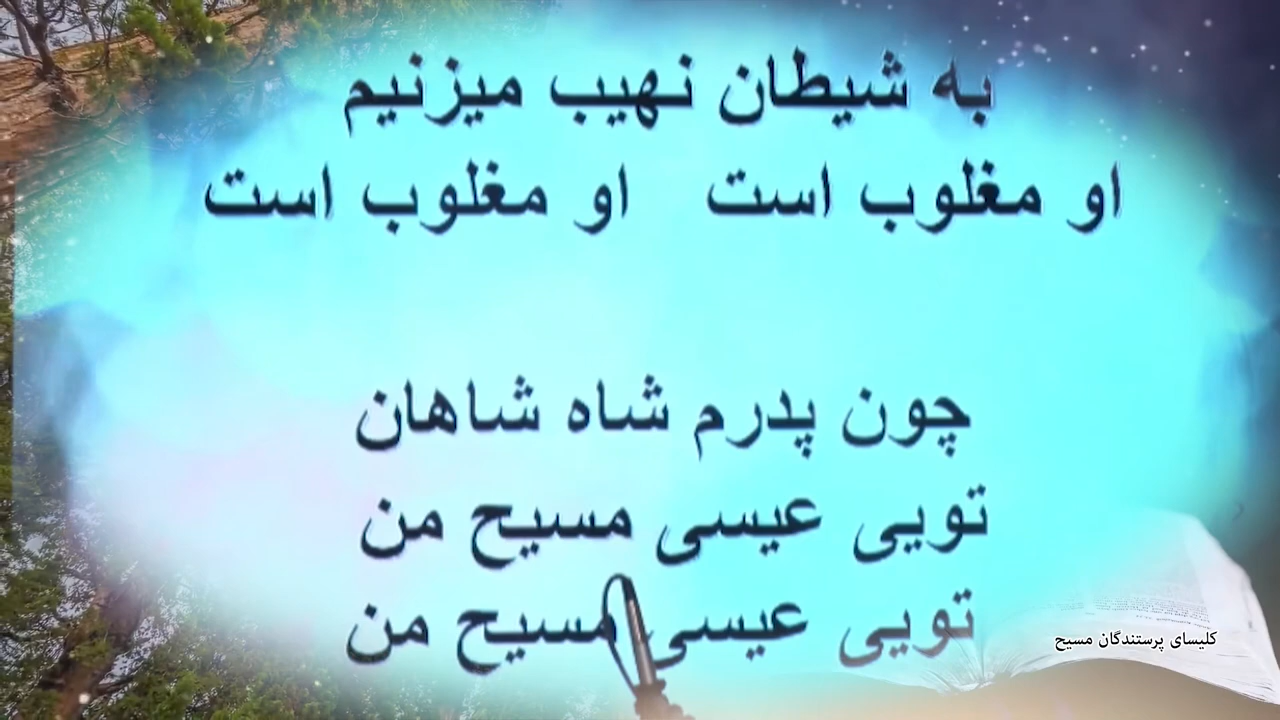 به شیطان نهیب میزنیم
او مغلوب است او مغلوب است
چون پدرم شاه شاهان
تویی عیسی مسیح من
تویی عیسی مسیح من
کلیسای پرستندگان مسیح